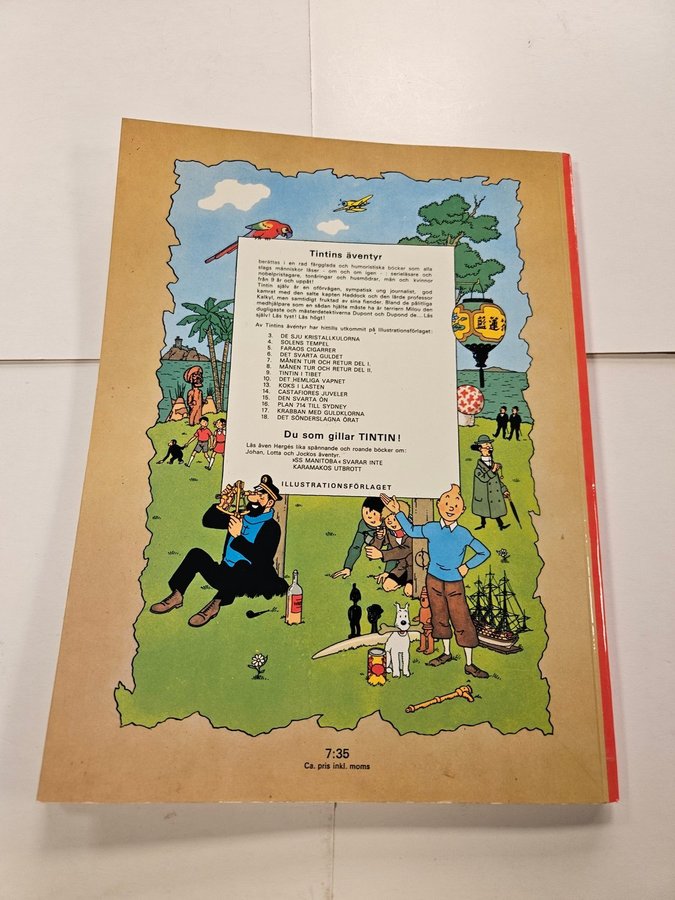 Tintins äventyr
berättas i en rad färgglada och humoristiska böcker som alla
slags människor läser - om och om igen - : serieläsare och
nobelpristagare, tonåringar och husmödrar, män och kvinnor
från 9 år och uppåt!
Tintin själv är en oförvägen, sympatisk ung journalist, god
kamrat med den salte kapten Haddock och den lärde professor
Kalkyl, men samtidigt fruktad av sina fiender. Bland de pålitliga
medhjälpare som en sådan hjälte måste ha är terriern Milou den
dugligaste och mästerdetektiverna Dupont och Dupond de... Läs
själv! Läs tyst! Läs högt!
Av Tintins äventyr har hittills utkommit på Illustrationsförlaget:
3. DE SJU KRISTALLKULORNA
4. SOLENS TEMPEL
5. FARAOS CIGARRER
6. DET SVARTA GULDET
7. MÅNEN TUR OCH RETUR DEL I.
8. MÅNEN TUR OCH RETUR DEL II.
9. TINTIN I TIBET
10. DET HEMLIGA VAPNET
13. KOKS I LASTEN
14. CASTAFIORES JUVELER
15. DEN SVARTA ÖN
16. PLAN 714 TILL SYDNEY
17. KRABBAN MED GULDKLORNA
18. DET SÖNDERSLAGNA ÖRAT
Du som gillar TINTIN!
Läs även Hergés lika spännande och roande böcker om:
Johan, Lotta och Jockos äventyr.
»SS MANITOBA« SVARAR INTE
KARAMAKOS UTBROTT
ILLUSTRATIONSFÖRLAGET
7:35
Ca. pris inkl. moms